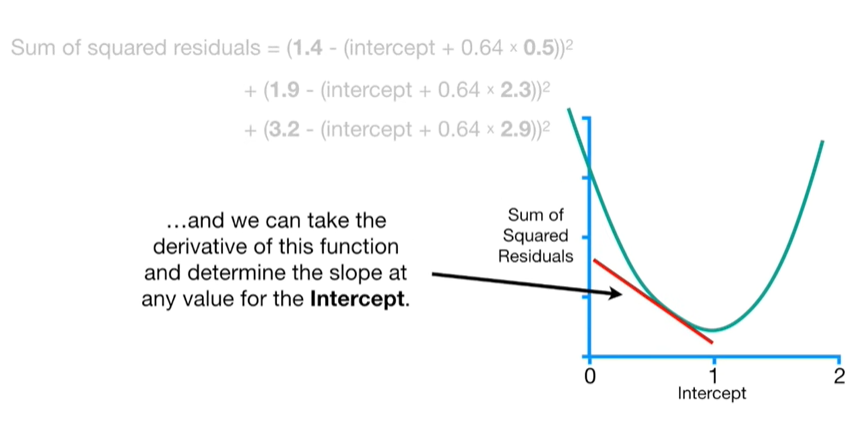 Sum of squared residuals = (1.4 - (intercept + 0.64 × 0.5))²
+ (1.9 - (intercept + 0.64 × 2.3))²
+ (3.2 - (intercept + 0.64 × 2.9))²
…and we can take the
derivative of this function
and determine the slope at
any value for the Intercept.
Sum of
Squared
Residuals
0
1
2
Intercept